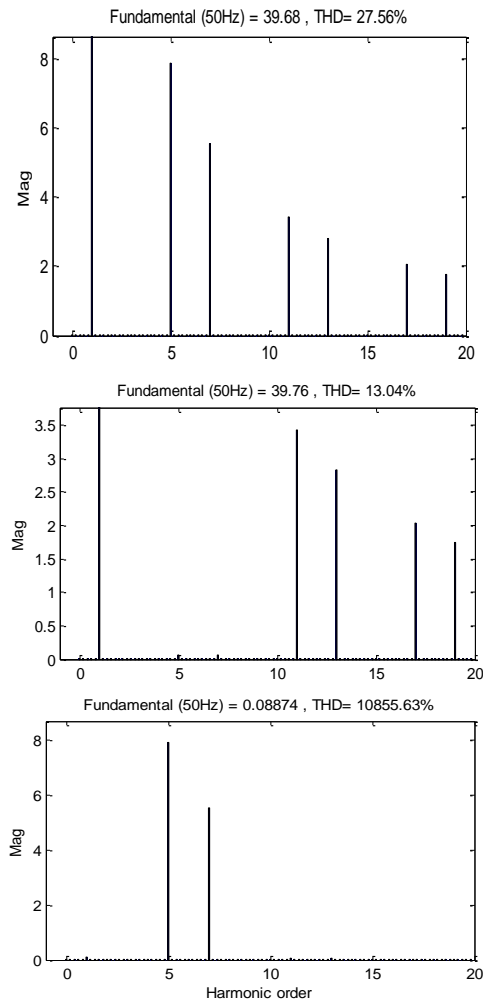 Fundamental (50Hz) = 39.68 , THD= 27.56%
8
6
4
2
0
Mag
0 5 10 15 20
Fundamental (50Hz) = 39.76 , THD= 13.04%
3.5
3
2.5
2
1.5
1
0.5
0
Mag
0 5 10 15 20
Fundamental (50Hz) = 0.08874 , THD= 10855.63%
8
6
4
2
0
Mag
0 5 10 15 20
Harmonic order